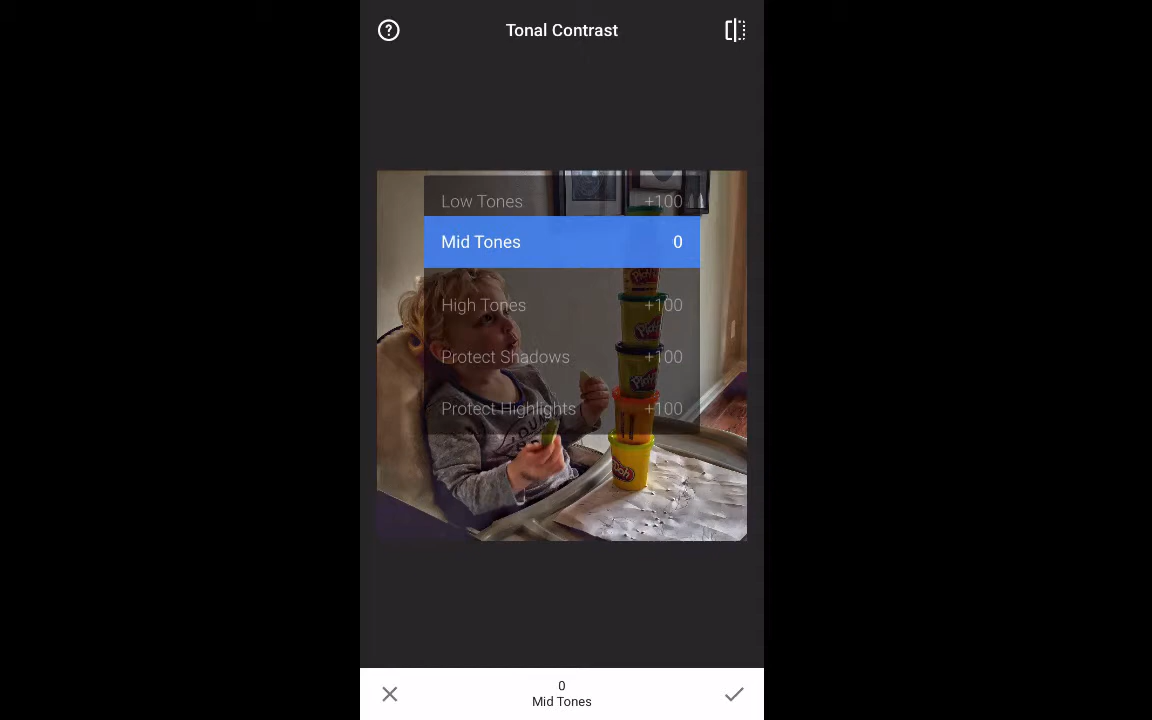 Tonal Contrast
Low Tones +100
Mid Tones 0
High Tones +100
Protect Shadows +100
Protect Highlights +100
0
Mid Tones